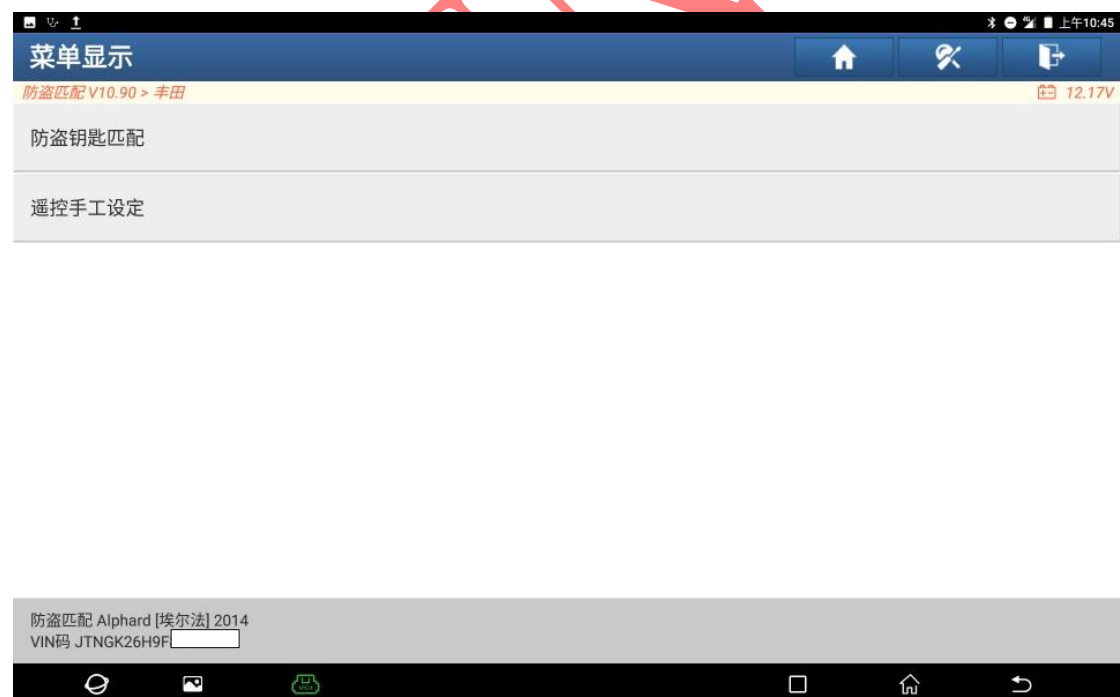 上午10:45
菜单显示
防盗匹配 V10.90 > 丰田
12.17V
防盗钥匙匹配
遥控手工设定
防盗匹配 Alphard [埃尔法] 2014
VIN码 JTNGK26H9F